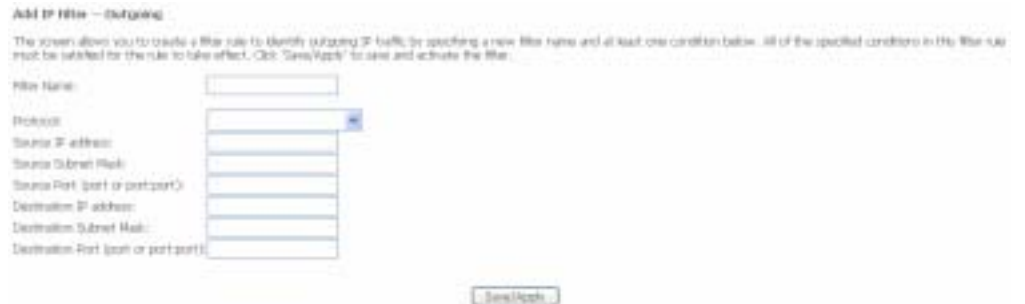 Add IP Filter -- Outgoing
The screen allows you to create a filter rule to identify outgoing IP traffic by specifying a new filter name and at least one condition below. All of the specified conditions in this filter rule
must be satisfied for the rule to take effect. Click 'Save/Apply' to save and activate the filter.
Filter Name:
Protocol:
Source IP address:
Source Subnet Mask:
Source Port (port or port:port):
Destination IP address:
Destination Subnet Mask:
Destination Port (port or port:port):
Save/Apply